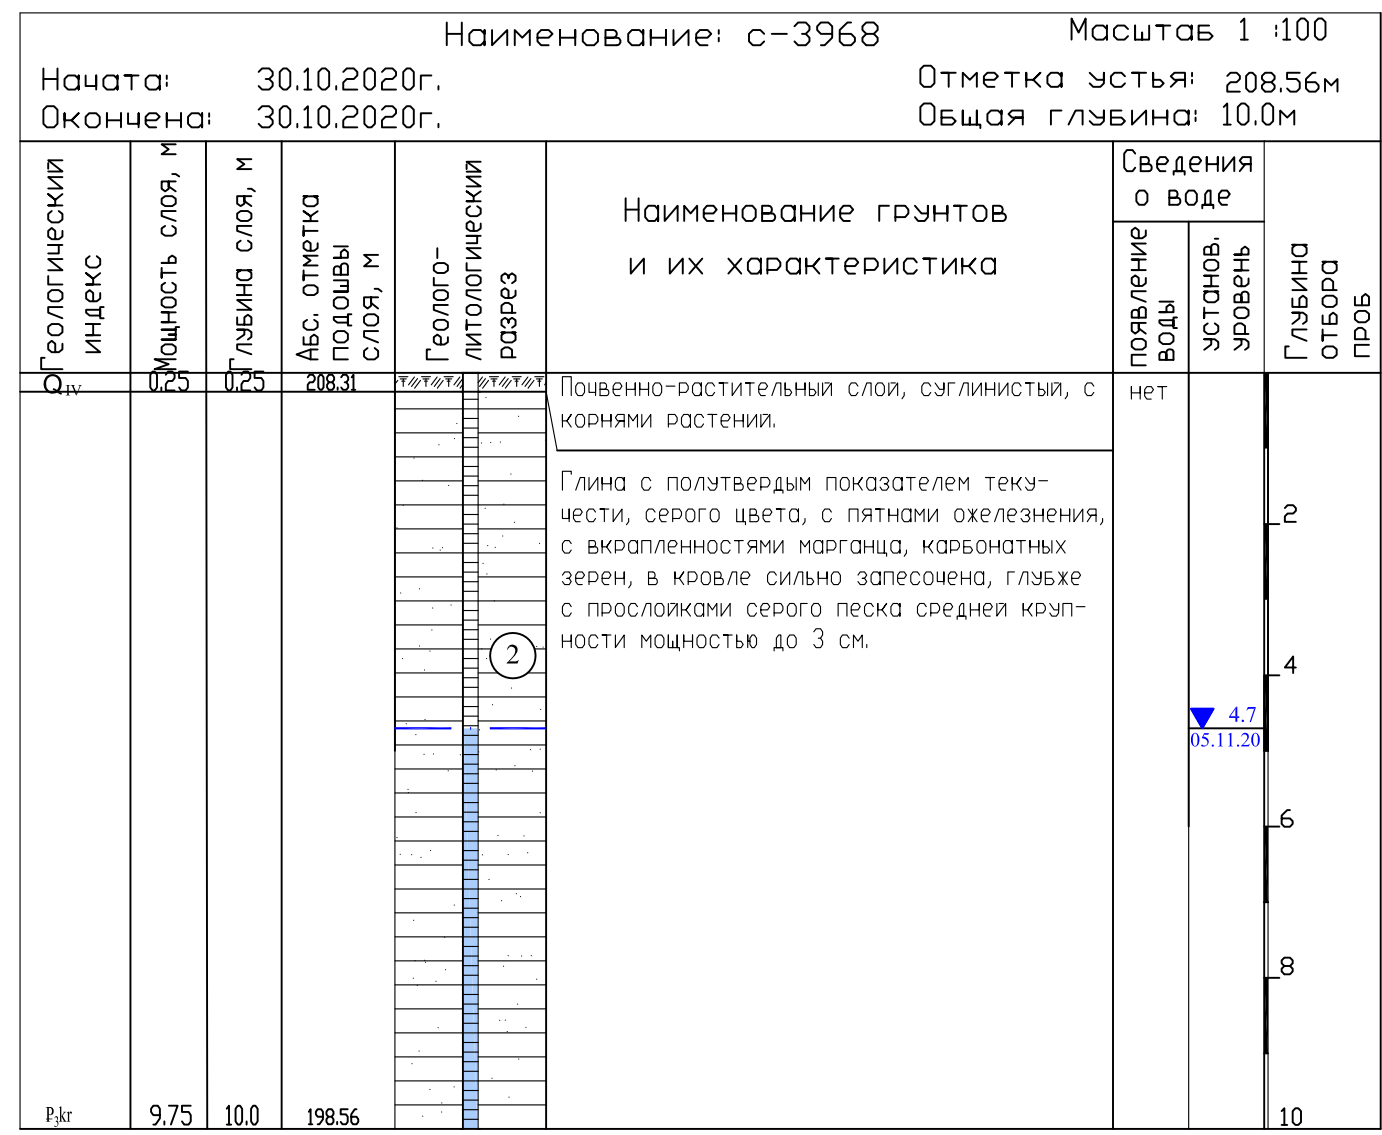 Наименование: с-3968
Масштаб 1 :100
Начата: 30.10.2020г.
Отметка устья: 208.56м
Окончена: 30.10.2020г.
Общая глубина: 10.0м
Геологический
индекс
Мощность слоя, м
Глубина слоя, м
Абс. отметка
подошвы
слоя, м
Геолого-
литологический
разрез
Наименование грунтов
и их характеристика
Сведения
о воде
появление
воды
установ.
уровень
Глубина
отбора
проб
QIV 0.25 0.25 208.31
Почвенно-растительный слой, суглинистый, с
корнями растений.
нет
Глина с полутвердым показателем теку-
чести, серого цвета, с пятнами ожелезнения,
с вкрапленностями марганца, карбонатных
зерен, в кровле сильно запесочена, глубже
с прослойками серого песка средней круп-
ности мощностью до 3 см.
2
2
4
4.7
05.11.20
6
8
P3kr 9.75 10.0 198.56
10